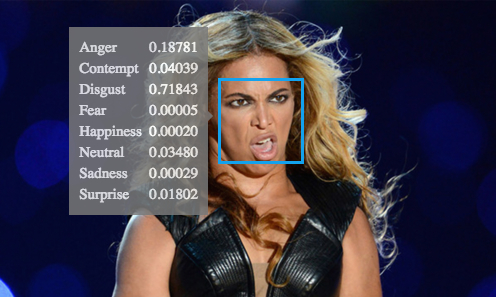 Anger 0.18781
Contempt 0.04039
Disgust 0.71843
Fear 0.00005
Happiness 0.00020
Neutral 0.03480
Sadness 0.00029
Surprise 0.01802